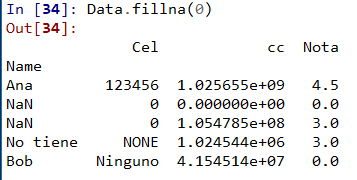 In [34]: Data.fillna(0)
Out[34]:
Cel cc Nota
Name
Ana 123456 1.025655e+09 4.5
NaN 0 0.000000e+00 0.0
NaN 0 1.054785e+08 3.0
No tiene NONE 1.024544e+06 3.0
Bob Ninguno 4.154514e+07 0.0